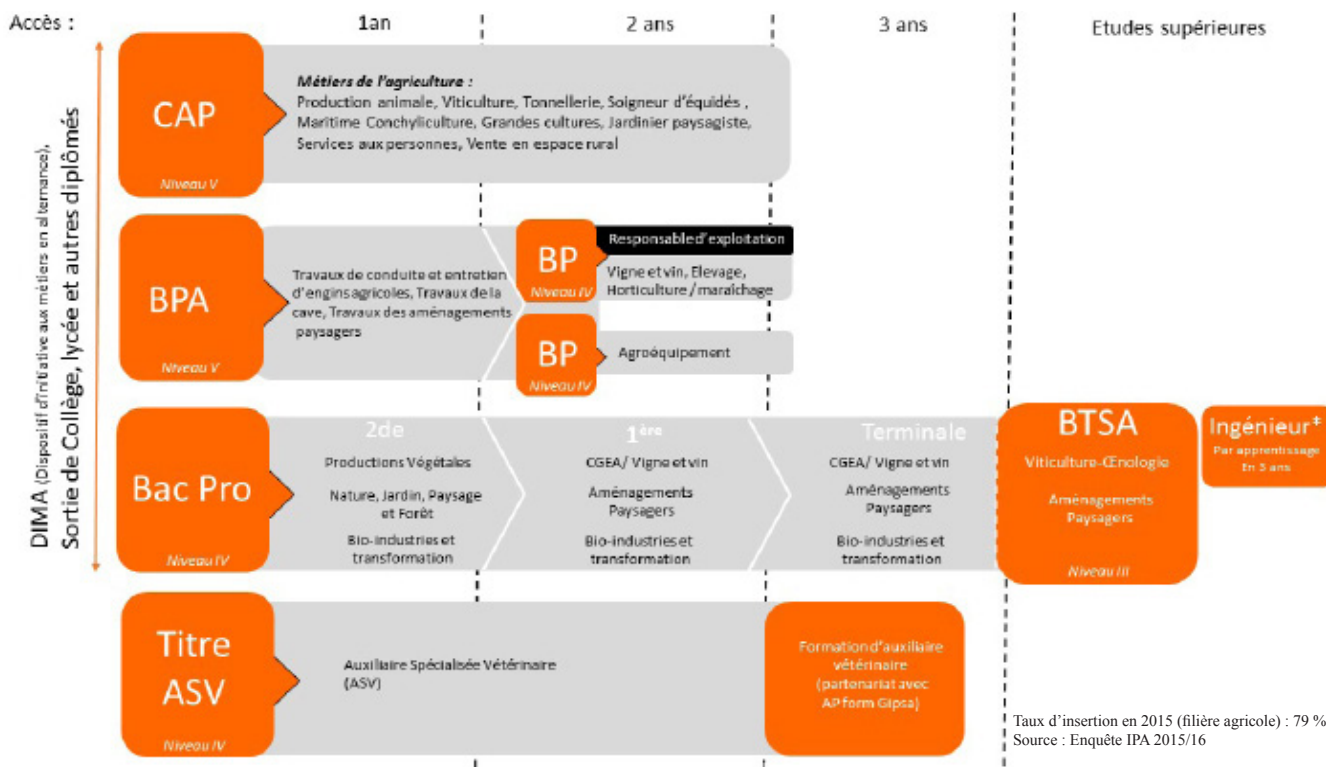 Accès :
1an
2 ans
3 ans
Etudes supérieures
DIMA (Dispositif d'initiative aux métiers en alternance),
Sortie de Collège, lycée et autres diplômés
CAP
Niveau V
Métiers de l'agriculture :
Production animale, Viticulture, Tonnellerie, Soigneur d'équidés ,
Maritime Conchyliculture, Grandes cultures, Jardinier paysagiste,
Services aux personnes, Vente en espace rural
BPA
Niveau V
Travaux de conduite et entretien
d'engins agricoles, Travaux de la
cave, Travaux des aménagements
paysagers
BP
Niveau IV
Responsable d'exploitation
Vigne et vin, Elevage,
Horticulture / maraîchage
BP
Niveau IV
Agroéquipement
Bac Pro
Niveau IV
2de
Productions Végétales
Nature, Jardin, Paysage
et Forêt
Bio-industries et
transformation
1ère
CGEA/ Vigne et vin
Aménagements
Paysagers
Bio-industries et
transformation
Terminale
CGEA/ Vigne et vin
Aménagements
Paysagers
Bio-industries et
transformation
BTSA
Viticulture-Œnologie
Aménagements
Paysagers
Niveau III
Ingénieur*
Par apprentissage
En 3 ans
Titre
ASV
Niveau IV
Auxiliaire Spécialisée Vétérinaire
(ASV)
Formation d'auxiliaire
vétérinaire
(partenariat avec
AP form Gipsa)
Taux d'insertion en 2015 (filière agricole) : 79 %
Source : Enquête IPA 2015/16